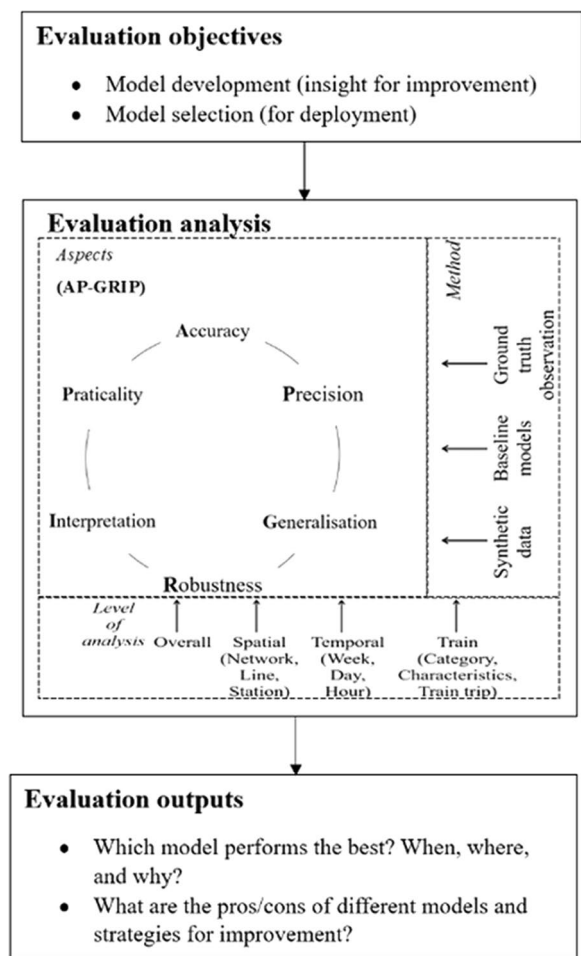 Evaluation objectives
• Model development (insight for improvement)
• Model selection (for deployment)
Evaluation analysis
Aspects
(AP-GRIP)
Accuracy
Precision
Generalisation
Robustness
Interpretation
Praticality
Method
Ground truth observation
Baseline models
Synthetic data
Level
of
analysis
Overall
Spatial
(Network,
Line,
Station)
Temporal
(Week,
Day,
Hour)
Train
(Category,
Characteristics,
Train trip)
Evaluation outputs
• Which model performs the best? When, where,
and why?
• What are the pros/cons of different models and
strategies for improvement?